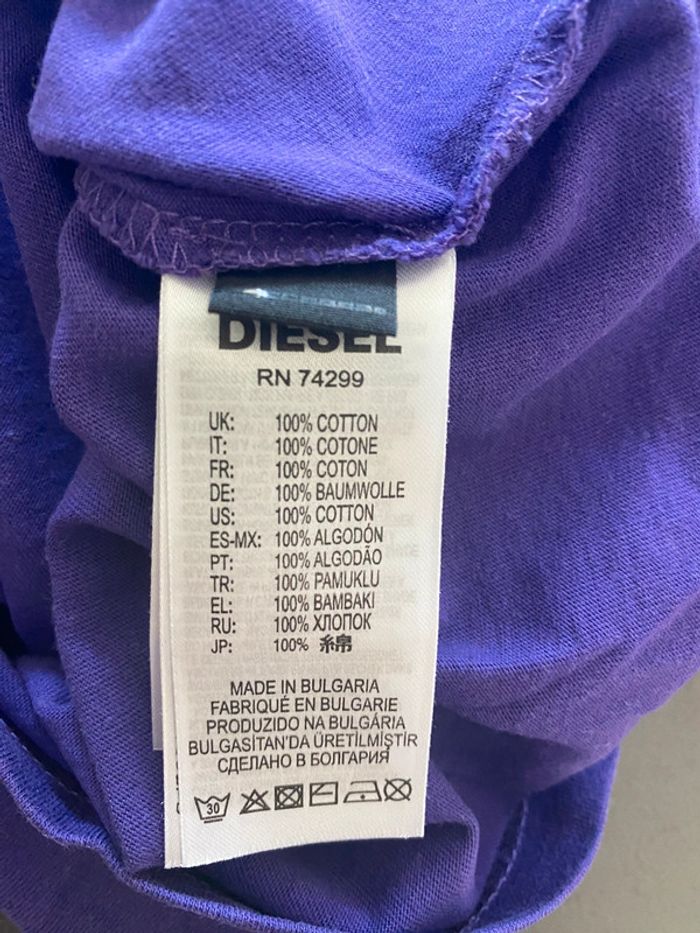 DIESEL
RN 74299
UK: 100% COTTON
IT: 100% COTONE
FR: 100% COTON
DE: 100% BAUMWOLLE
US: 100% COTTON
ES-MX: 100% ALGODÓN
PT: 100% ALGODÃO
TR: 100% PAMUKLU
EL: 100% BAMBAKI
RU: 100% ХЛОПОК
JP: 100% 綿
MADE IN BULGARIA
FABRIQUÉ EN BULGARIE
PRODUZIDO NA BULGÁRIA
BULGASİTAN'DA ÜRETİLMİŞTİR
СДЕЛАНО В БОЛГАРИЯ
30